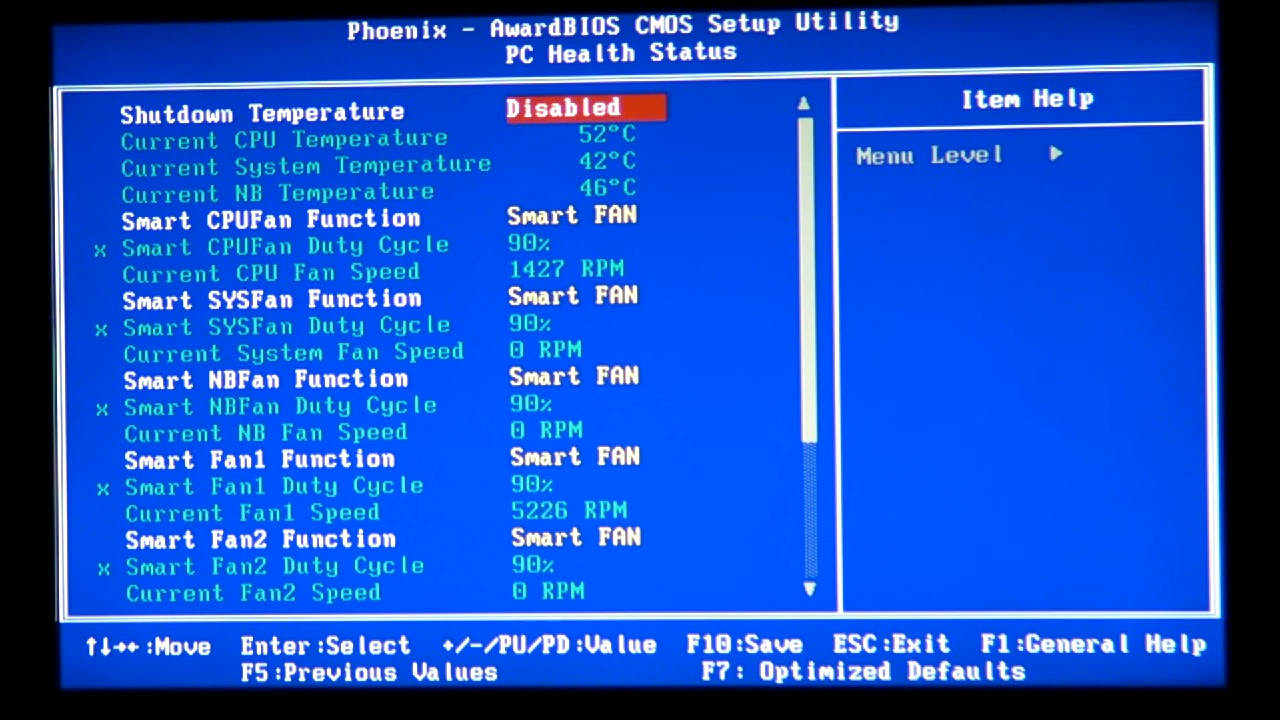 Phoenix - AwardBIOS CMOS Setup Utility
PC Health Status
Shutdown Temperature Disabled
Current CPU Temperature 52°C
Current System Temperature 42°C
Current NB Temperature 46°C
Smart CPUFan Function Smart FAN
x Smart CPUFan Duty Cycle 90%
Current CPU Fan Speed 1427 RPM
Smart SYSFan Function Smart FAN
x Smart SYSFan Duty Cycle 90%
Current System Fan Speed 0 RPM
Smart NBFan Function Smart FAN
x Smart NBFan Duty Cycle 90%
Current NB Fan Speed 0 RPM
Smart Fan1 Function Smart FAN
x Smart Fan1 Duty Cycle 90%
Current Fan1 Speed 5226 RPM
Smart Fan2 Function Smart FAN
x Smart Fan2 Duty Cycle 90%
Current Fan2 Speed 0 RPM
Item Help
Menu Level ▶
↑↓→←:Move Enter:Select +/-/PU/PD:Value F10:Save ESC:Exit F1:General Help
F5:Previous Values F7: Optimized Defaults